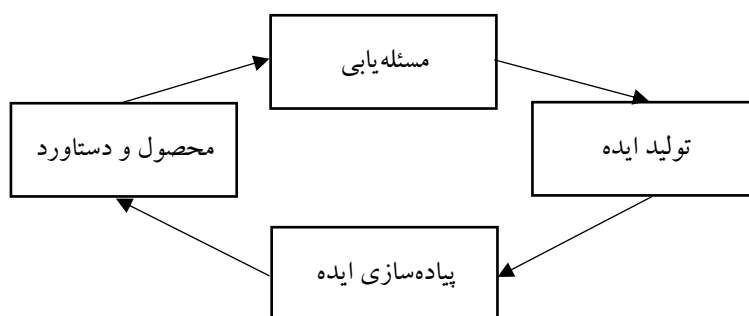 مسئله‌یابی
تولید ایده
محصول و دستاورد
پیاده‌سازی ایده